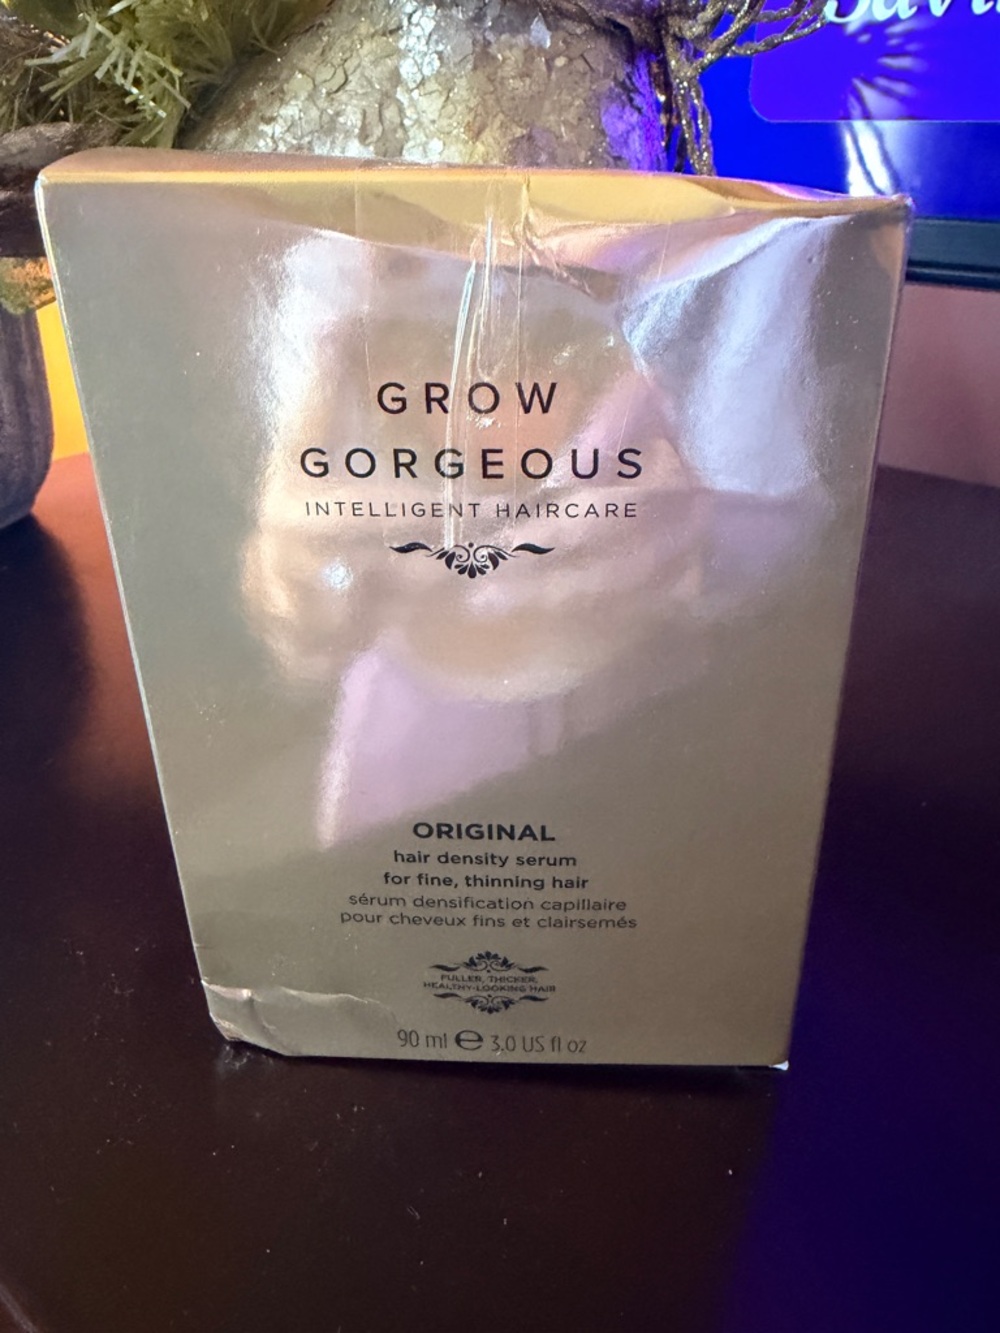 GROW
GORGEOUS
INTELLIGENT HAIRCARE
ORIGINAL
hair density serum
for fine, thinning hair
sérum densification capillaire
pour cheveux fins et clairsemés
FULLER, THICKER,
HEALTHY-LOOKING HAIR
90 ml ℮ 3.0 US fl oz